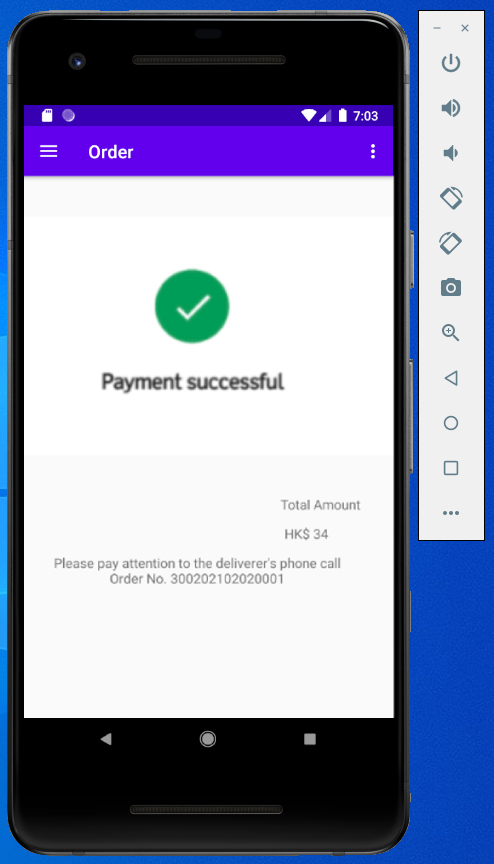 7:03
Order
Payment successful
Total Amount
HK$ 34
Please pay attention to the deliverer's phone call
Order No. 300202102020001